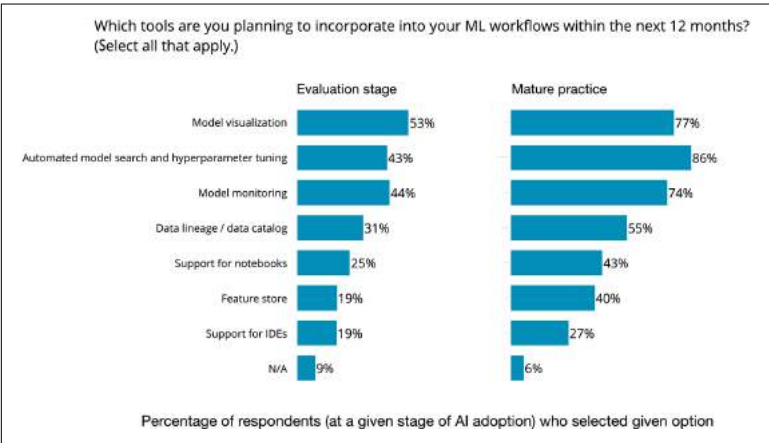 Which tools are you planning to incorporate into your ML workflows within the next 12 months?
(Select all that apply.)
Evaluation stage Mature practice
Model visualization 53% 77%
Automated model search and hyperparameter tuning 43% 86%
Model monitoring 44% 74%
Data lineage / data catalog 31% 55%
Support for notebooks 25% 43%
Feature store 19% 40%
Support for IDEs 19% 27%
N/A 9% 6%
Percentage of respondents (at a given stage of AI adoption) who selected given option